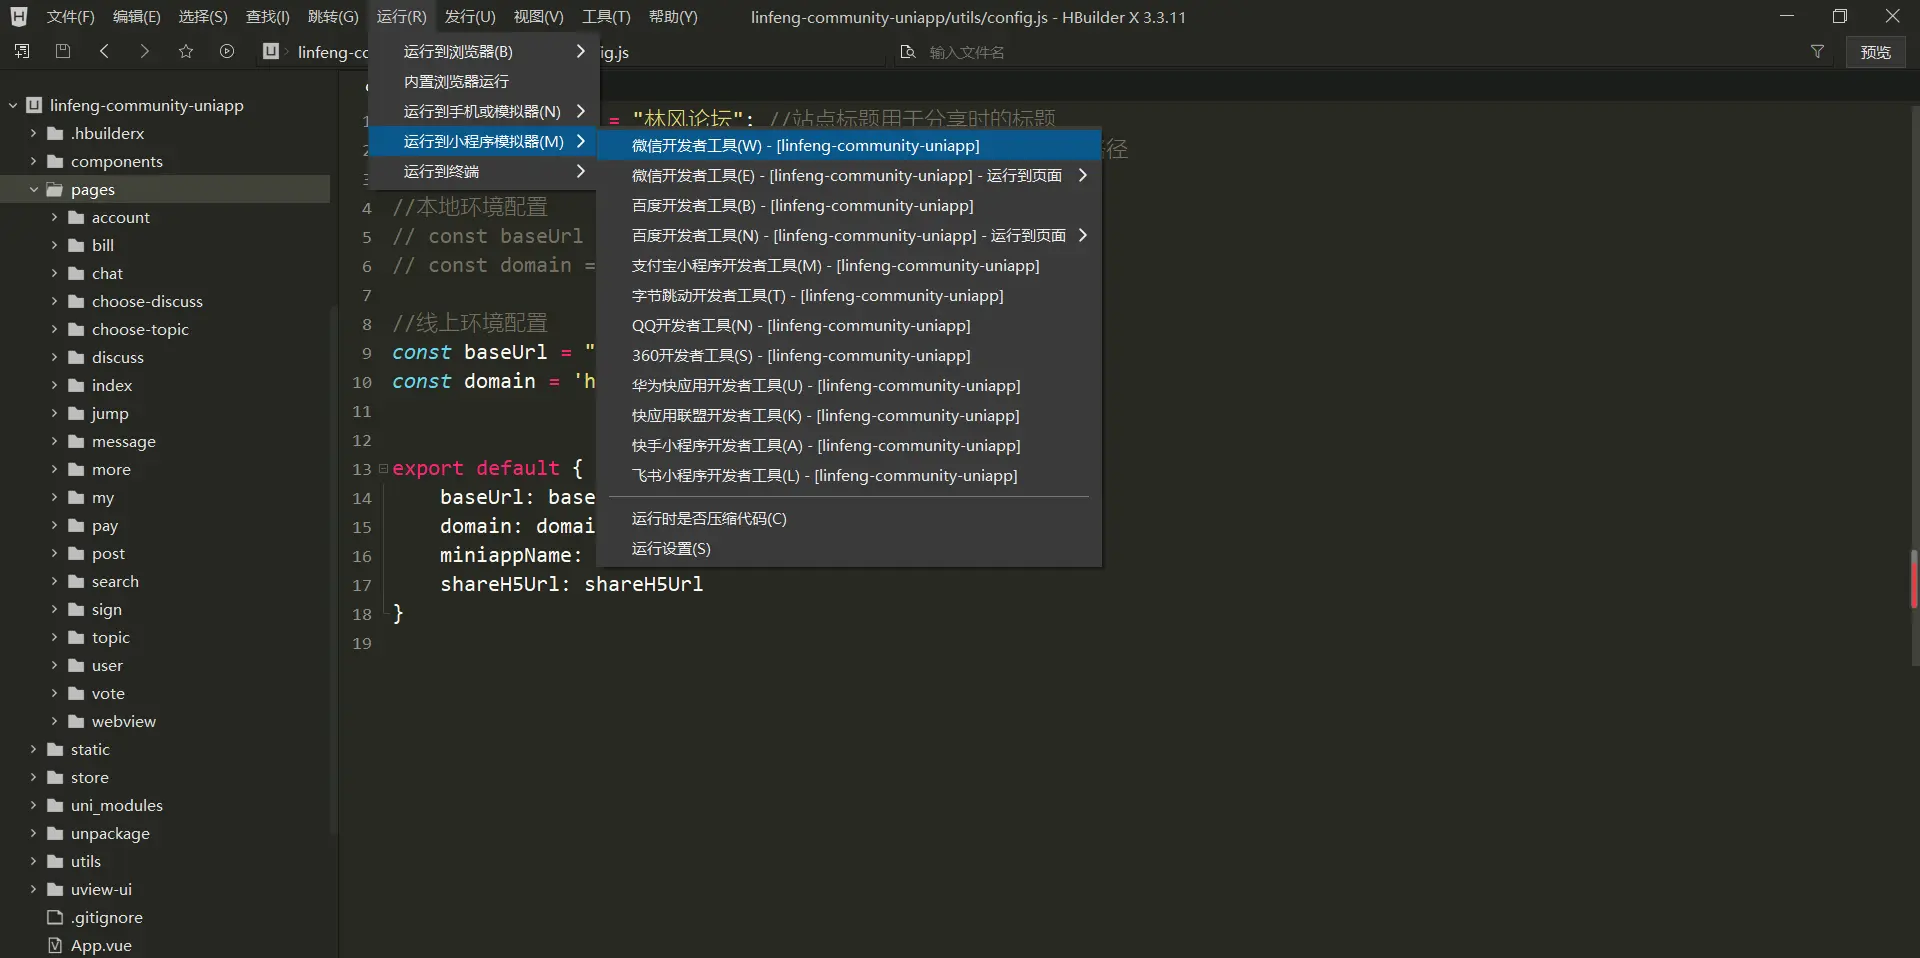 文件(F) 编辑(E) 选择(S) 查找(I) 跳转(G) 运行(R) 发行(U) 视图(V) 工具(T) 帮助(Y) linfeng-community-uniapp/utils/config.js - HBuilder X 3.3.11
U linfeng-co ig.js 输入文件名 预览
运行到浏览器(B)
内置浏览器运行
运行到手机或模拟器(N)
运行到小程序模拟器(M)
运行到终端
微信开发者工具(W) - [linfeng-community-uniapp]
微信开发者工具(E) - [linfeng-community-uniapp] - 运行到页面
百度开发者工具(B) - [linfeng-community-uniapp]
百度开发者工具(N) - [linfeng-community-uniapp] - 运行到页面
支付宝小程序开发者工具(M) - [linfeng-community-uniapp]
字节跳动开发者工具(T) - [linfeng-community-uniapp]
QQ开发者工具(N) - [linfeng-community-uniapp]
360开发者工具(S) - [linfeng-community-uniapp]
华为快应用开发者工具(U) - [linfeng-community-uniapp]
快应用联盟开发者工具(K) - [linfeng-community-uniapp]
快手小程序开发者工具(A) - [linfeng-community-uniapp]
飞书小程序开发者工具(L) - [linfeng-community-uniapp]
运行时是否压缩代码(C)
运行设置(S)
linfeng-community-uniapp
.hbuilderx
components
pages
account
bill
chat
choose-discuss
choose-topic
discuss
index
jump
message
more
my
pay
post
search
sign
topic
user
vote
webview
static
store
uni_modules
unpackage
utils
uview-ui
.gitignore
App.vue
1 = "林风论坛"; //站点标题用于分享时的标题
2 径
3
4 //本地环境配置
5 // const baseUrl
6 // const domain =
7
8 //线上环境配置
9 const baseUrl = "
10 const domain = 'h
11
12
13 export default {
14 baseUrl: base
15 domain: domai
16 miniappName:
17 shareH5Url: shareH5Url
18 }
19